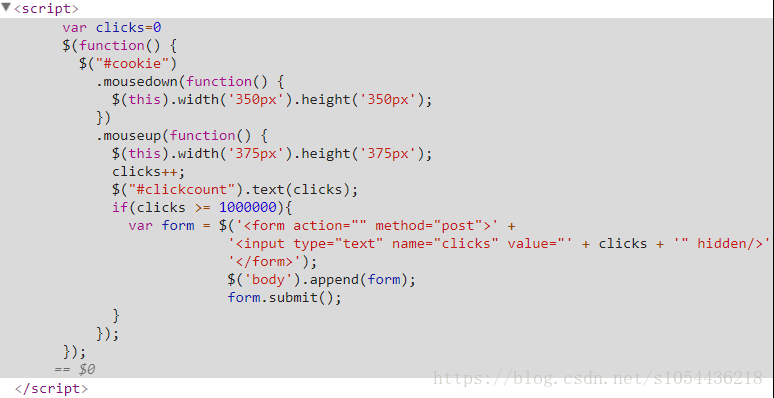 ▼<script>
var clicks=0
$(function() {
$("#cookie")
.mousedown(function() {
$(this).width('350px').height('350px');
})
.mouseup(function() {
$(this).width('375px').height('375px');
clicks++;
$("#clickcount").text(clicks);
if(clicks >= 1000000){
var form = $('<form action="" method="post">' +
'<input type="text" name="clicks" value="' + clicks + '" hidden/>'
'</form>');
$('body').append(form);
form.submit();
}
});
});
== $0
</script>
https://blog.csdn.net/s1054436218